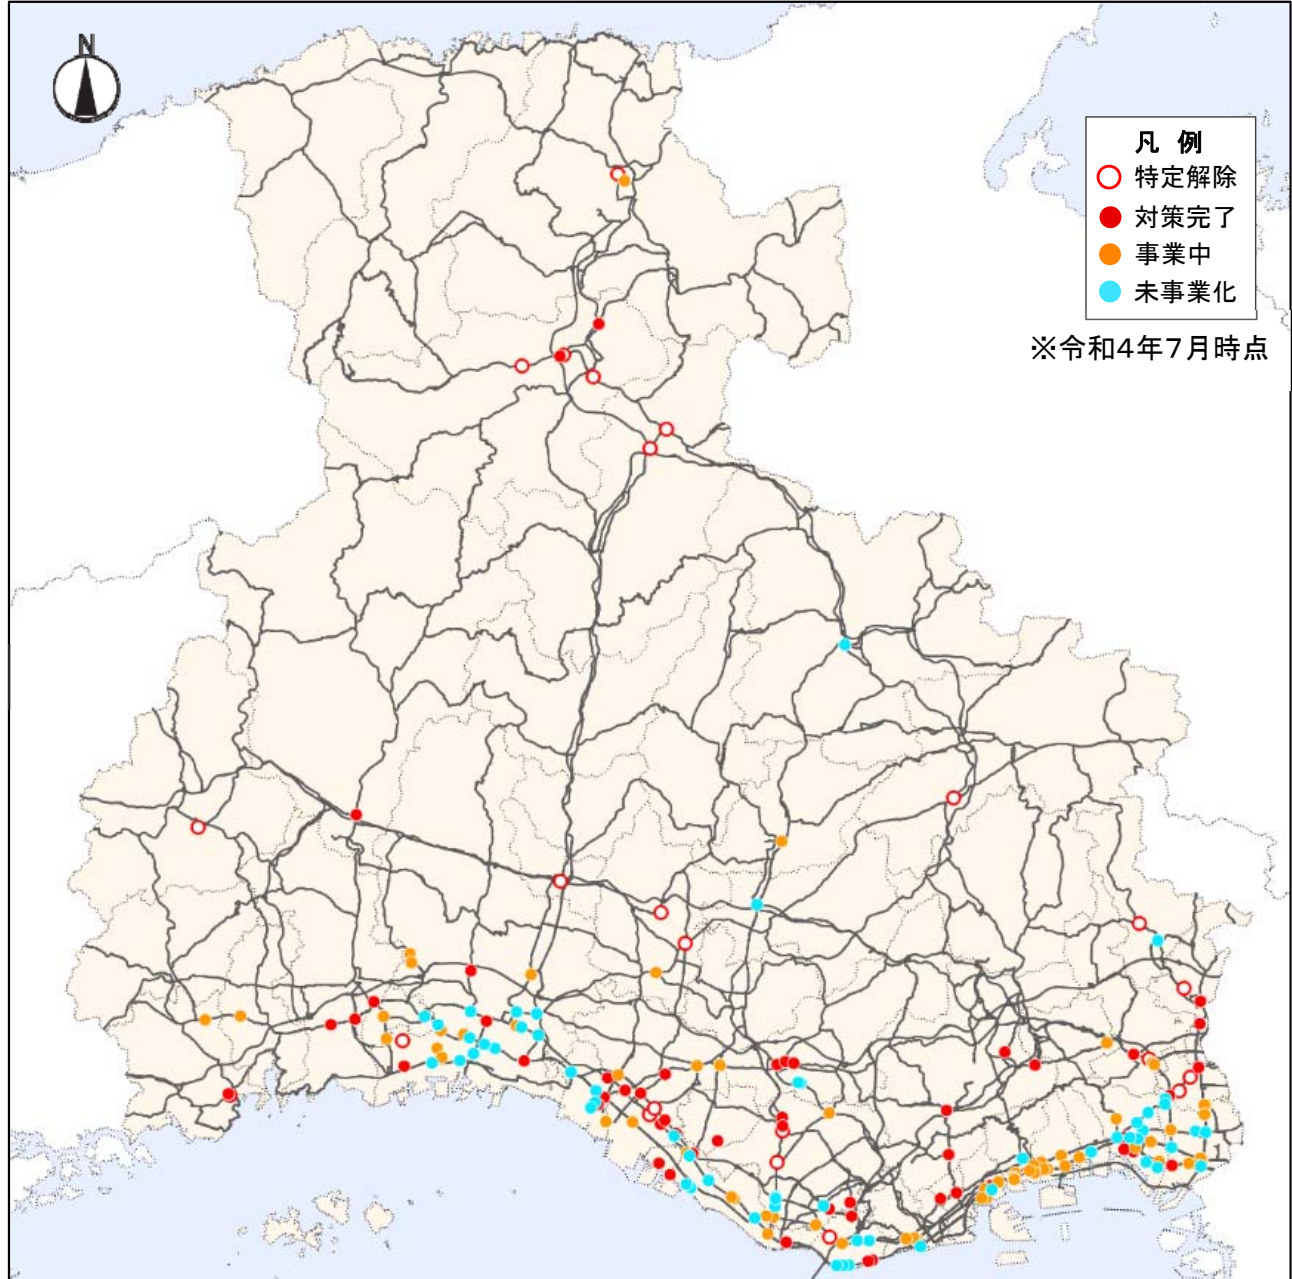 N
凡 例
特定解除
対策完了
事業中
未事業化
※令和4年7月時点